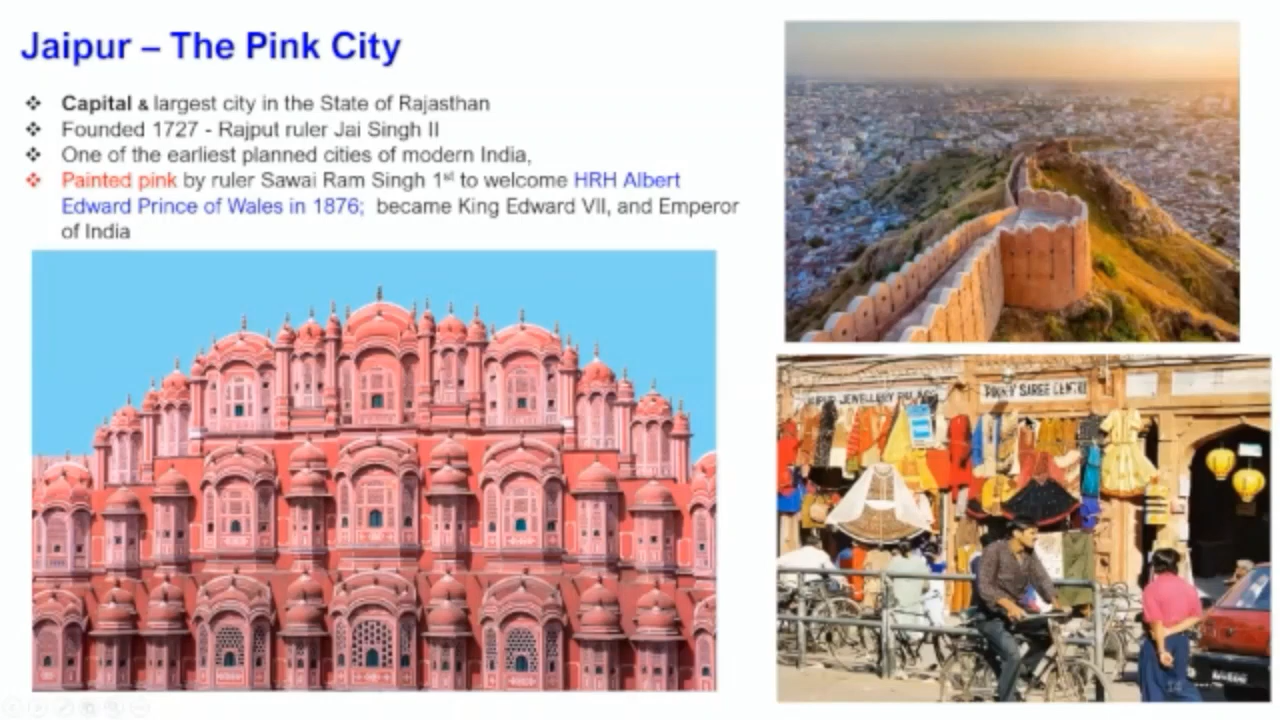 Jaipur – The Pink City
❖ Capital & largest city in the State of Rajasthan
❖ Founded 1727 - Rajput ruler Jai Singh II
❖ One of the earliest planned cities of modern India,
❖ Painted pink by ruler Sawai Ram Singh 1st to welcome HRH Albert
Edward Prince of Wales in 1876; became King Edward VII, and Emperor
of India
JEWELLERY
SAREE CENTRE
14